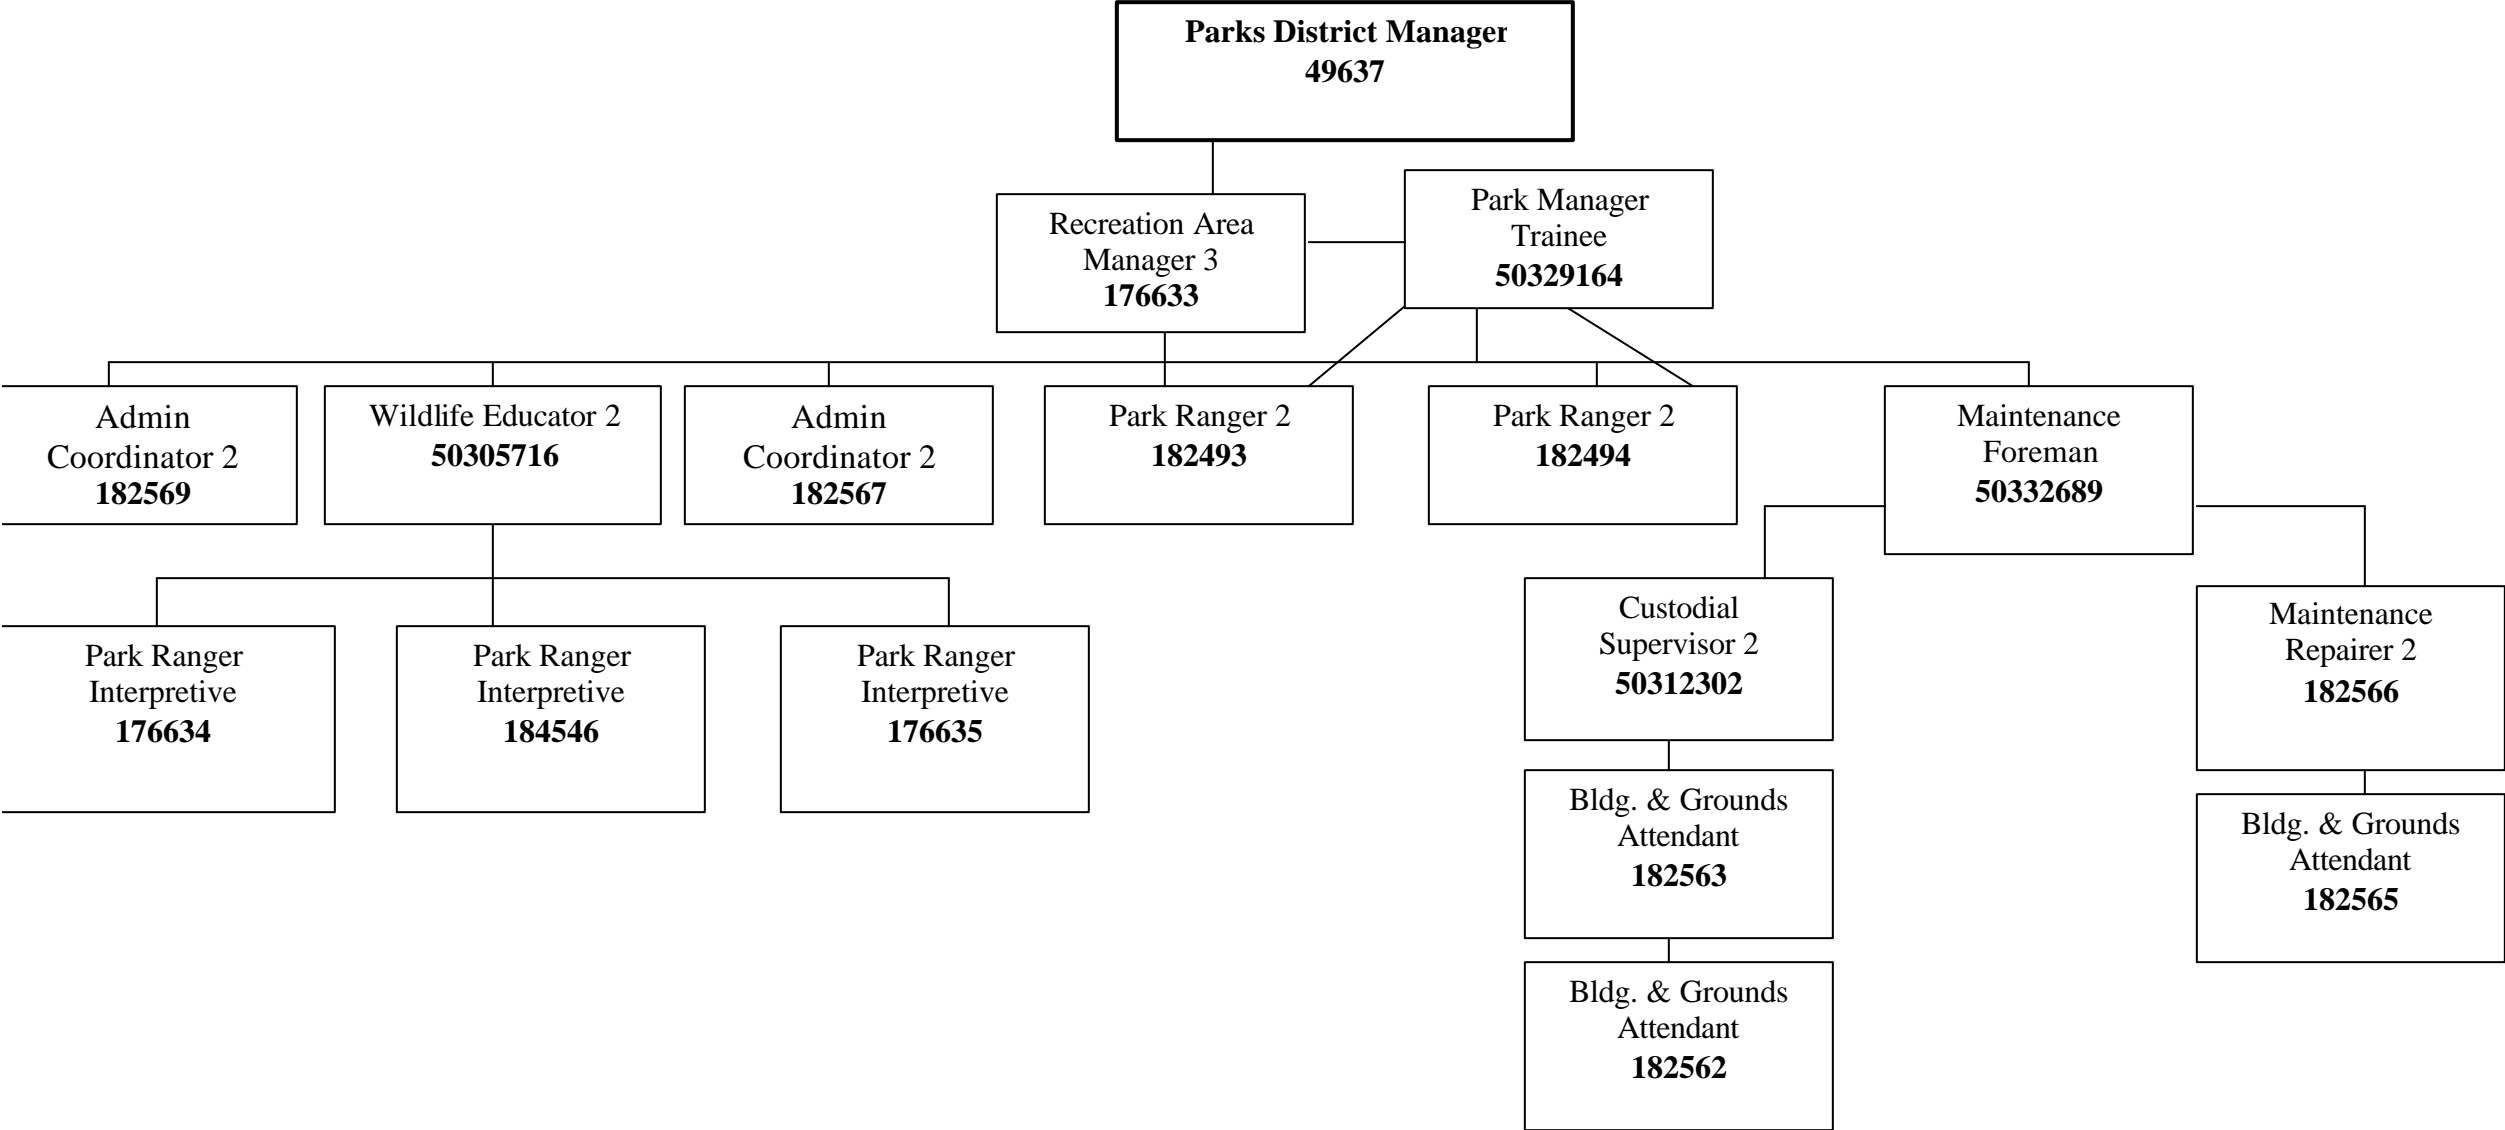 Parks District Manager
49637
Recreation Area
Manager 3
176633
Park Manager
Trainee
50329164
Admin
Coordinator 2
182569
Wildlife Educator 2
50305716
Admin
Coordinator 2
182567
Park Ranger 2
182493
Park Ranger 2
182494
Maintenance
Foreman
50332689
Park Ranger
Interpretive
176634
Park Ranger
Interpretive
184546
Park Ranger
Interpretive
176635
Custodial
Supervisor 2
50312302
Maintenance
Repairer 2
182566
Bldg. & Grounds
Attendant
182563
Bldg. & Grounds
Attendant
182565
Bldg. & Grounds
Attendant
182562